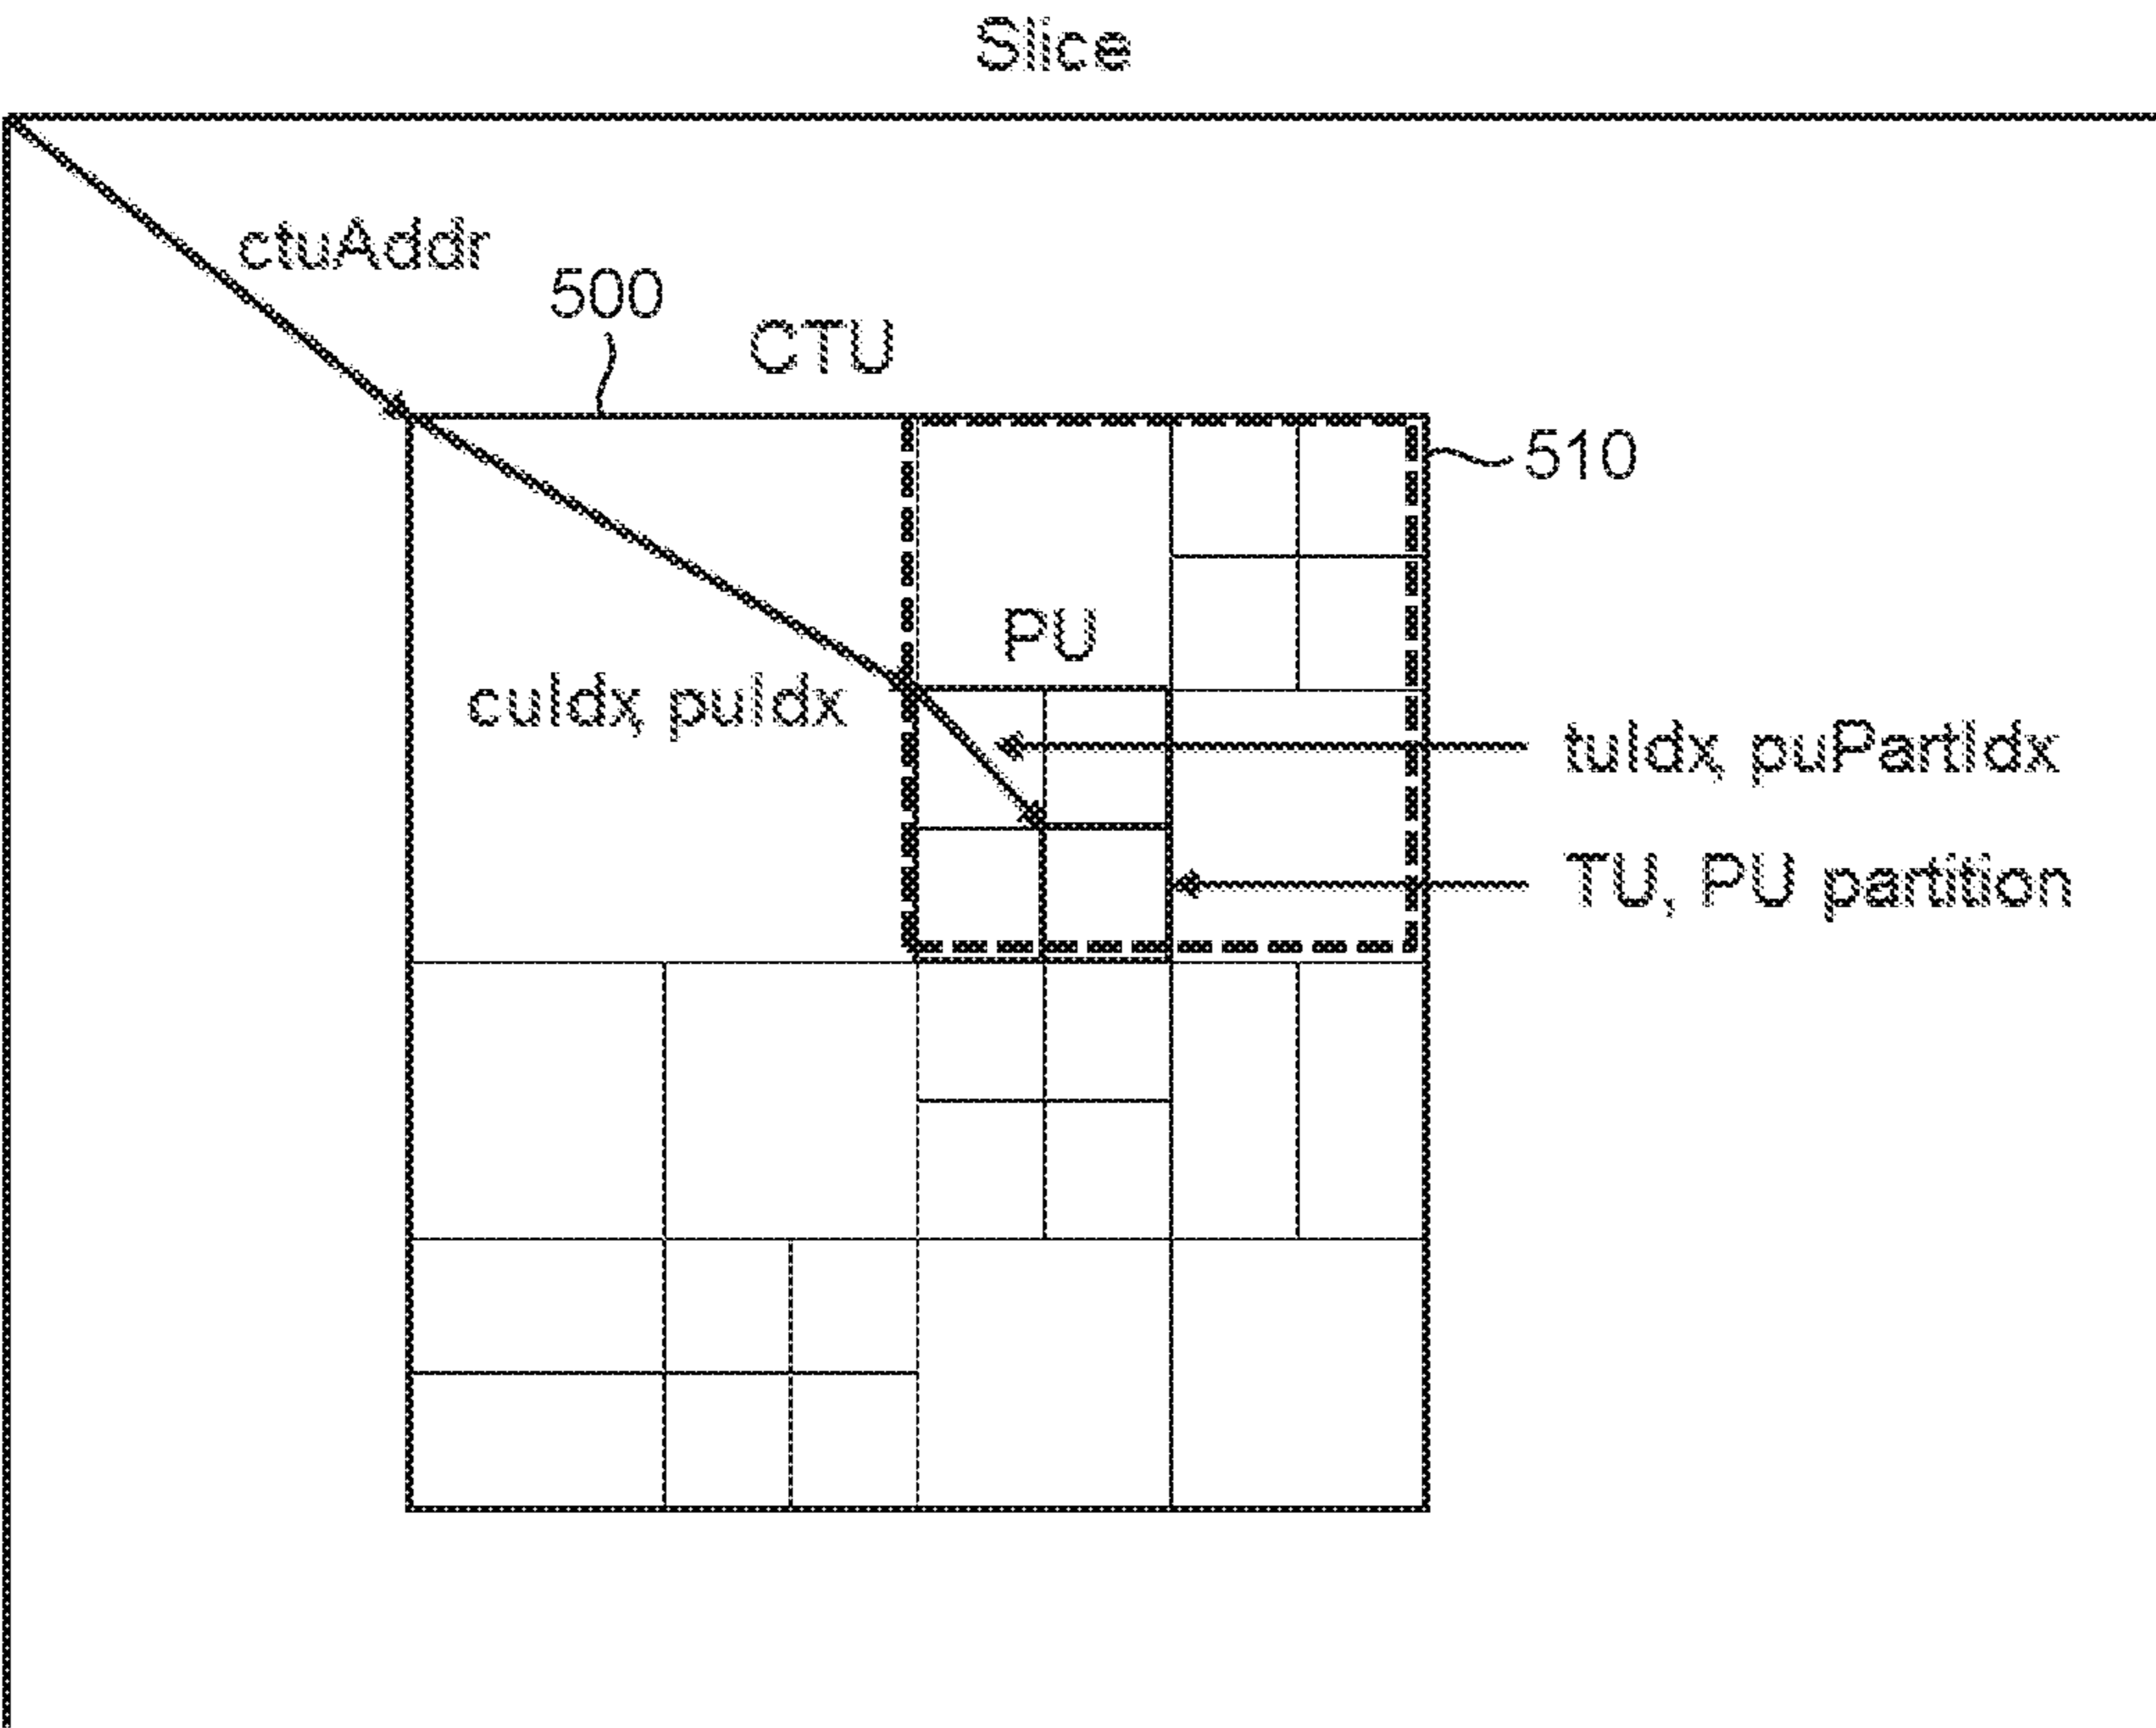 Slice
ctuAddr
500
CTU
510
PU
cuIdx, puIdx
tuIdx, puPartIdx
TU, PU partition